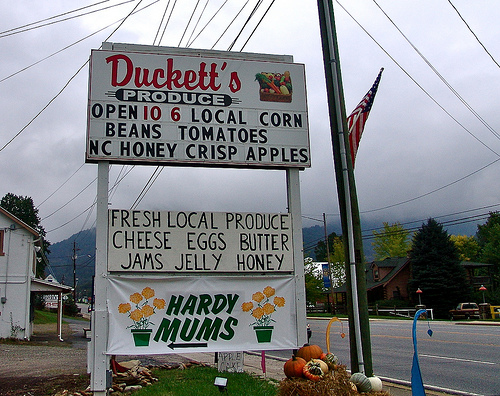 Duckett's
PRODUCE
OPEN 10 6 LOCAL CORN
BEANS TOMATOES
NC HONEY CRISP APPLES
FRESH LOCAL PRODUCE
CHEESE EGGS BUTTER
JAMS JELLY HONEY
HARDY
MUMS